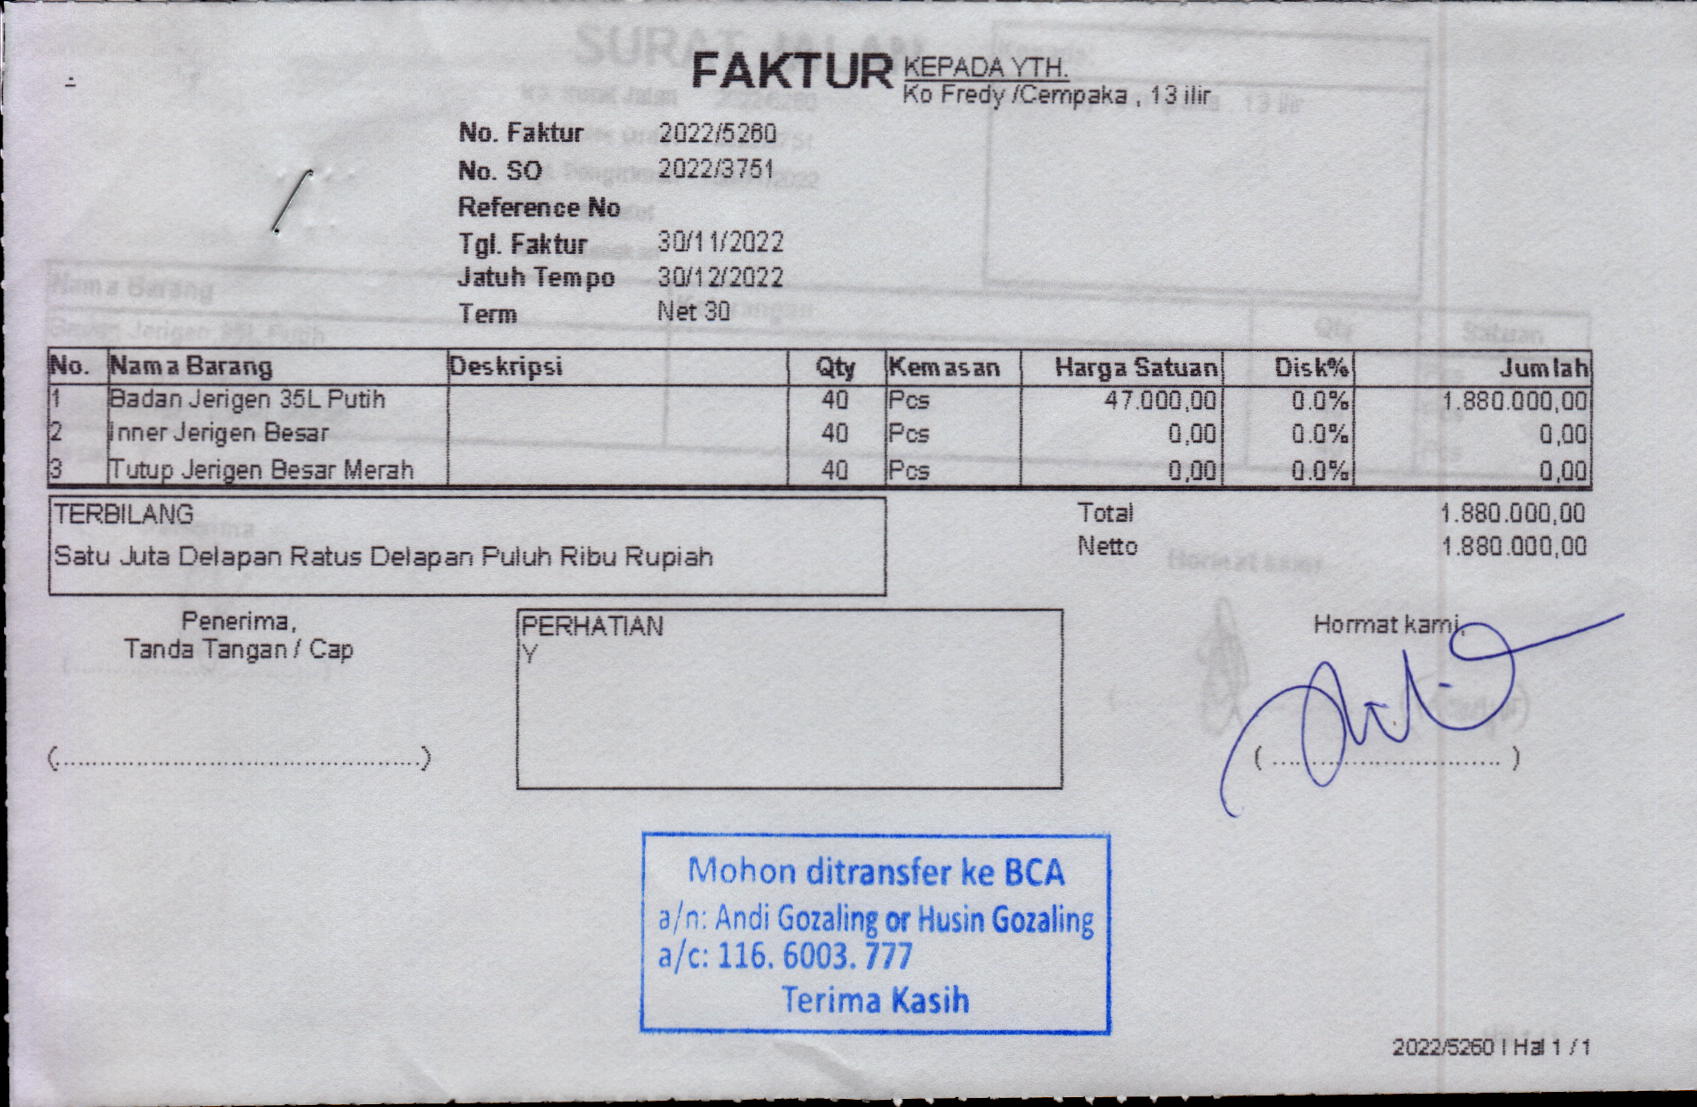 FAKTUR
KEPADA YTH.
Ko Fredy /Cempaka , 13 ilir
No. Faktur 2022/5260
No. SO 2022/3751
Reference No
Tgl. Faktur 30/11/2022
Jatuh Tempo 30/12/2022
Term Net 30
No. Nama Barang Deskripsi Qty Kemasan Harga Satuan Disk% Jumlah
1 Badan Jerigen 35L Putih 40 Pcs 47.000,00 0.0% 1.880.000,00
2 Inner Jerigen Besar 40 Pcs 0,00 0.0% 0,00
3 Tutup Jerigen Besar Merah 40 Pcs 0,00 0.0% 0,00
TERBILANG
Satu Juta Delapan Ratus Delapan Puluh Ribu Rupiah
Total 1.880.000,00
Netto 1.880.000,00
Penerima,
Tanda Tangan / Cap
(................................................)
PERHATIAN
Y
Hormat kami,
( ................................ )
Mohon ditransfer ke BCA
a/n: Andi Gozaling or Husin Gozaling
a/c: 116. 6003. 777
Terima Kasih
2022/5260 | Hal 1 / 1